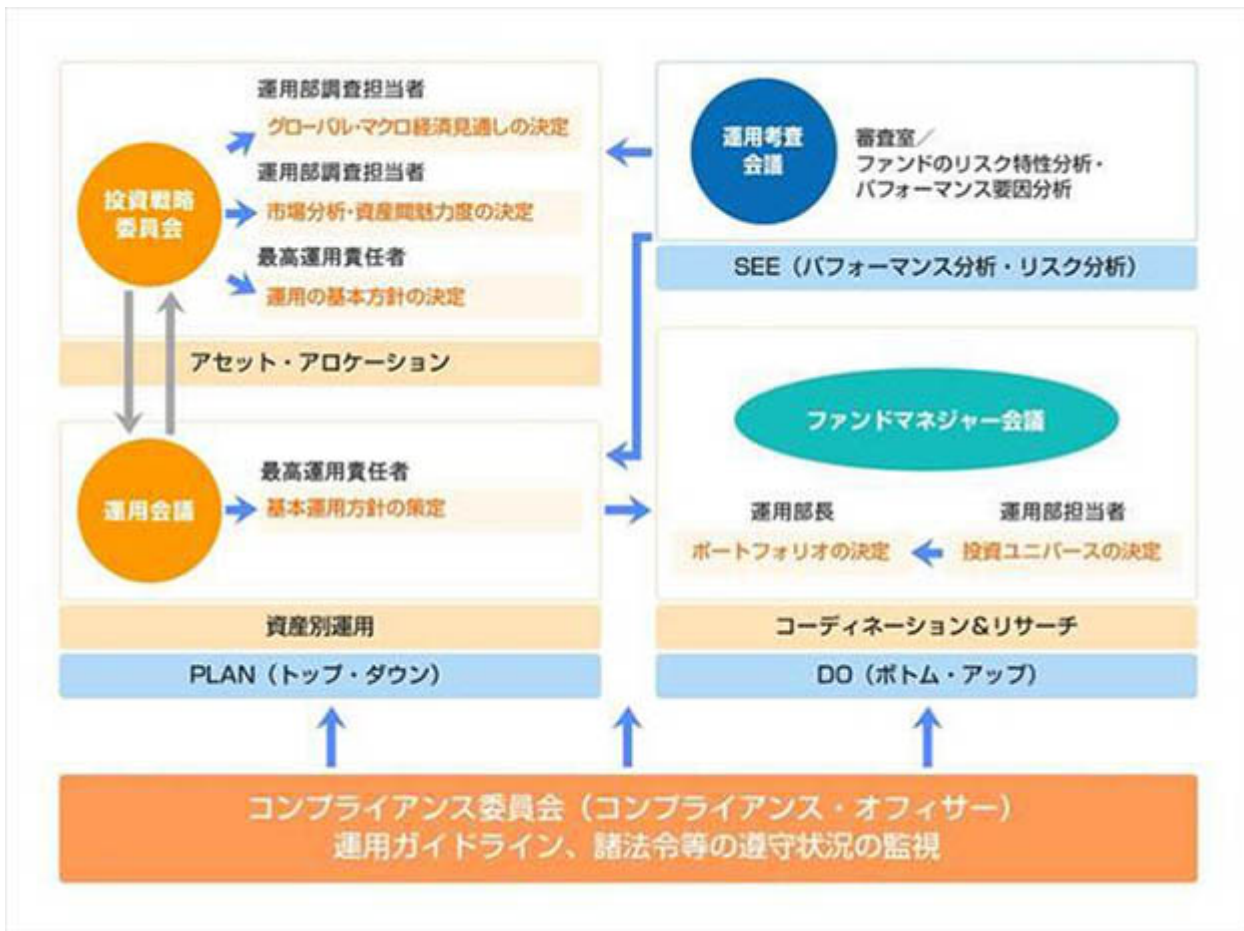 運用部調査担当者
グローバル・マクロ経済見通しの決定
投資戦略
委員会
運用部調査担当者
市場分析・資産間魅力度の決定
最高運用責任者
運用の基本方針の決定
アセット・アロケーション
運用会議
最高運用責任者
基本運用方針の策定
資産別運用
PLAN（トップ・ダウン）
運用考査
会議
審査室／
ファンドのリスク特性分析・
パフォーマンス要因分析
SEE（パフォーマンス分析・リスク分析）
ファンドマネジャー会議
運用部長
ポートフォリオの決定
運用部担当者
投資ユニバースの決定
コーディネーション＆リサーチ
DO（ボトム・アップ）
コンプライアンス委員会（コンプライアンス・オフィサー）
運用ガイドライン、諸法令等の遵守状況の監視